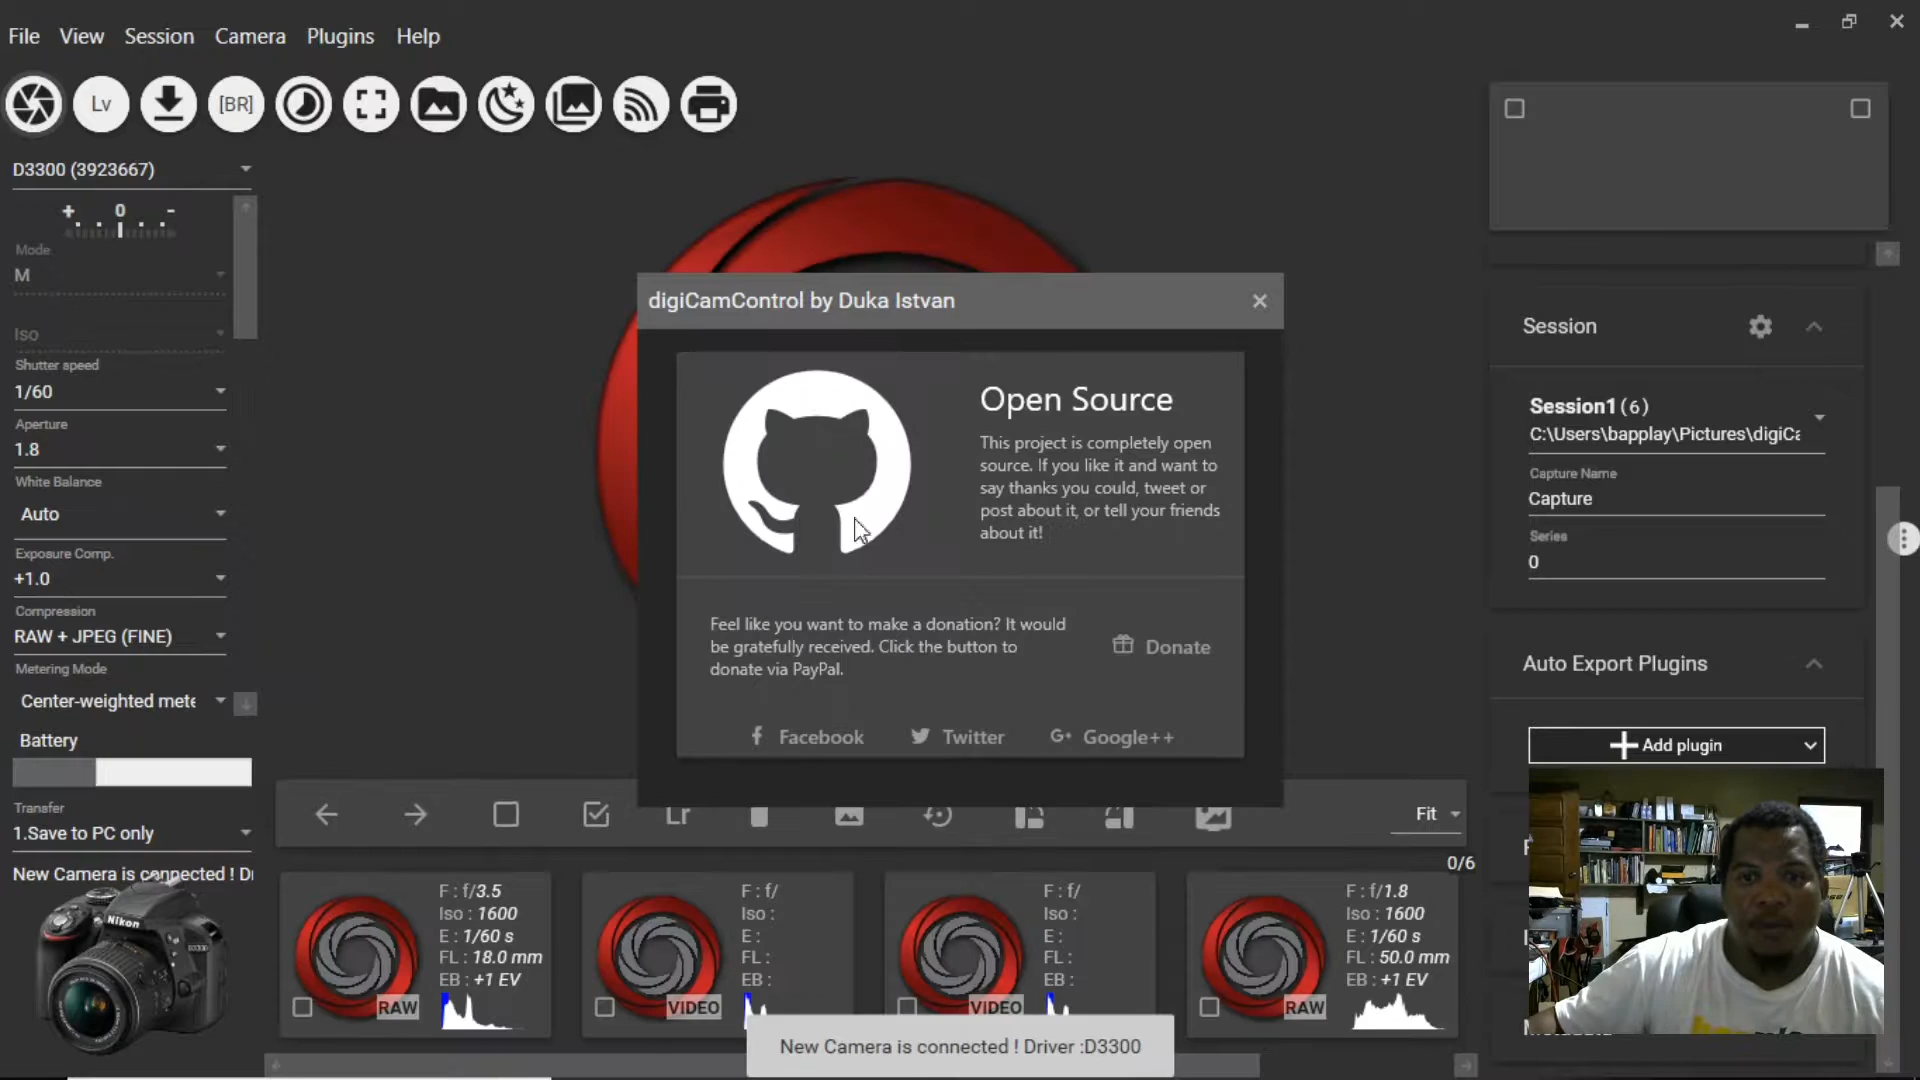 File View Session Camera Plugins Help
Lv
[BR]
D3300 (3923667)
+ 0 -
Mode
M
Iso
Shutter speed
1/60
Aperture
1.8
White Balance
Auto
Exposure Comp.
+1.0
Compression
RAW + JPEG (FINE)
Metering Mode
Center-weighted mete
Battery
Transfer
1.Save to PC only
New Camera is connected ! Dr
Nikon
D3300
digiCamControl by Duka Istvan
Open Source
This project is completely open
source. If you like it and want to
say thanks you could, tweet or
post about it, or tell your friends
about it!
Feel like you want to make a donation? It would
be gratefully received. Click the button to
donate via PayPal.
Donate
Facebook Twitter Google++
Lr
Fit
0/6
F : f/3.5
Iso : 1600
E : 1/60 s
FL : 18.0 mm
EB : +1 EV
RAW
F : f/
Iso :
E :
FL :
EB :
VIDEO
F : f/
Iso :
E :
FL :
EB :
VIDEO
F : f/1.8
Iso : 1600
E : 1/60 s
FL : 50.0 mm
EB : +1 EV
RAW
New Camera is connected ! Driver :D3300
Session
Session1 (6)
C:\Users\bapplay\Pictures\digiCa
Capture Name
Capture
Series
0
Auto Export Plugins
Add plugin